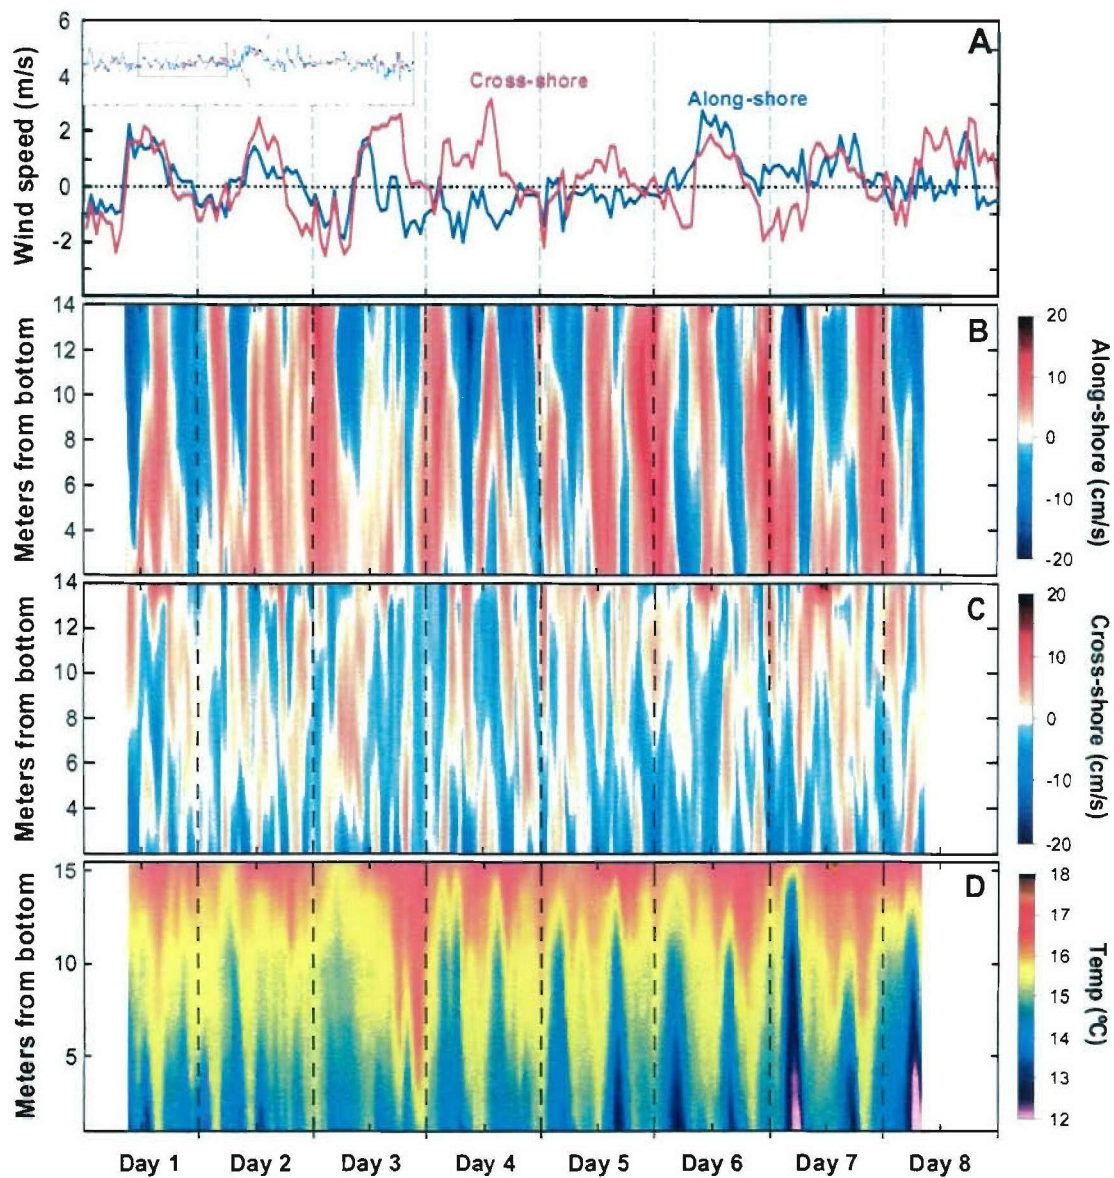 6
4
2
0
-2
Wind speed (m/s)
A
Cross-shore
Along-shore
14
12
10
8
6
4
Meters from bottom
B
20
10
0
-10
-20
Along-shore (cm/s)
14
12
10
8
6
4
Meters from bottom
C
20
10
0
-10
-20
Cross-shore (cm/s)
15
10
5
Meters from bottom
D
18
17
16
15
14
13
12
Temp (ºC)
Day 1 Day 2 Day 3 Day 4 Day 5 Day 6 Day 7 Day 8